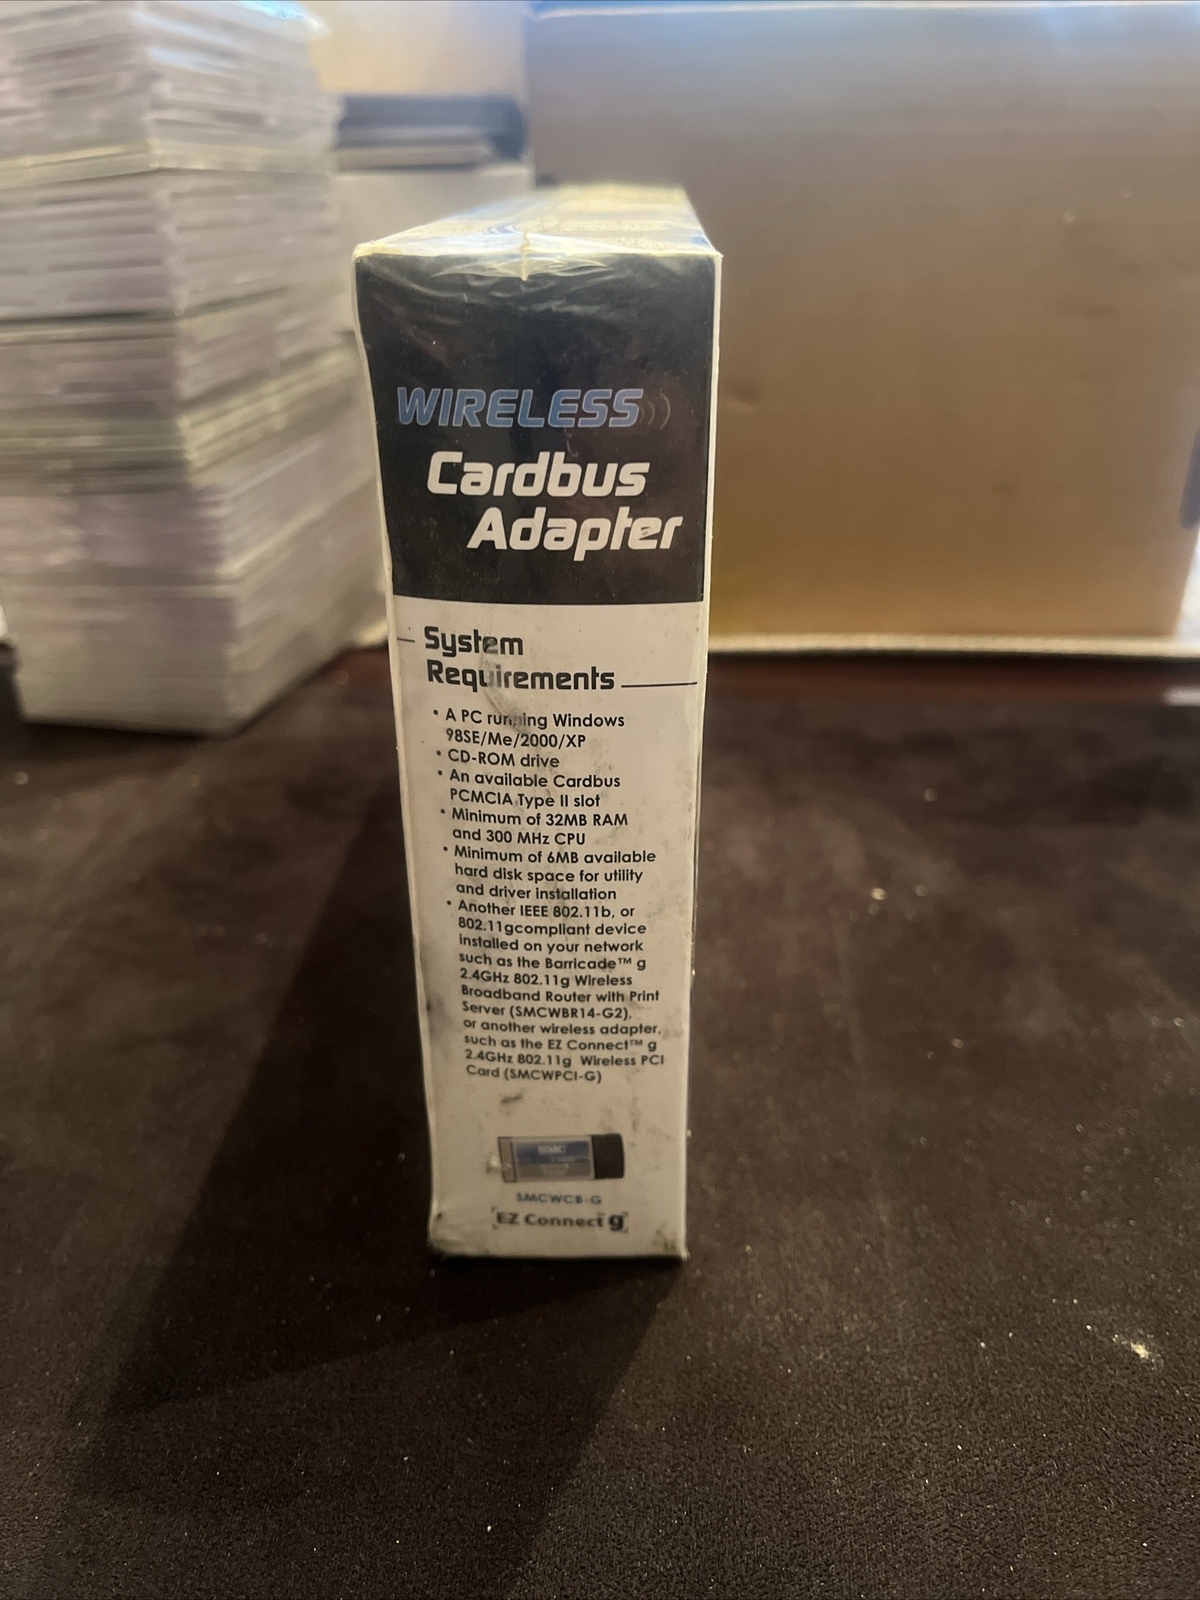 WIRELESS
Cardbus
Adapter
System
Requirements
• A PC running Windows
98SE/Me/2000/XP
• CD-ROM drive
• An available Cardbus
PCMCIA Type II slot
• Minimum of 32MB RAM
and 300 MHz CPU
• Minimum of 6MB available
hard disk space for utility
and driver installation
• Another IEEE 802.11b, or
802.11gcompliant device
installed on your network
such as the Barricade™ g
2.4GHz 802.11g Wireless
Broadband Router with Print
Server (SMCWBR14-G2),
or another wireless adapter,
such as the EZ Connect™ g
2.4GHz 802.11g Wireless PCI
Card (SMCWPCI-G)
SMC
SMCWCB-G
EZ Connect g